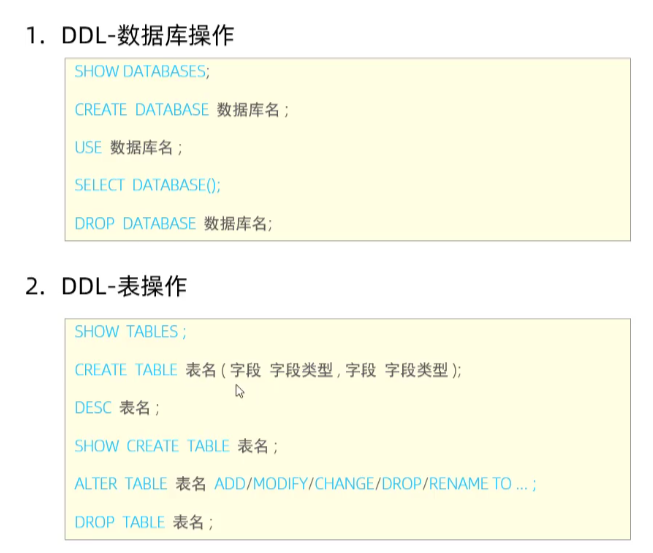 1. DDL-数据库操作
SHOW DATABASES;
CREATE DATABASE 数据库名 ;
USE 数据库名 ;
SELECT DATABASE();
DROP DATABASE 数据库名;
2. DDL-表操作
SHOW TABLES ;
CREATE TABLE 表名 ( 字段 字段类型 , 字段 字段类型 );
DESC 表名 ;
SHOW CREATE TABLE 表名 ;
ALTER TABLE 表名 ADD/MODIFY/CHANGE/DROP/RENAME TO ... ;
DROP TABLE 表名 ;